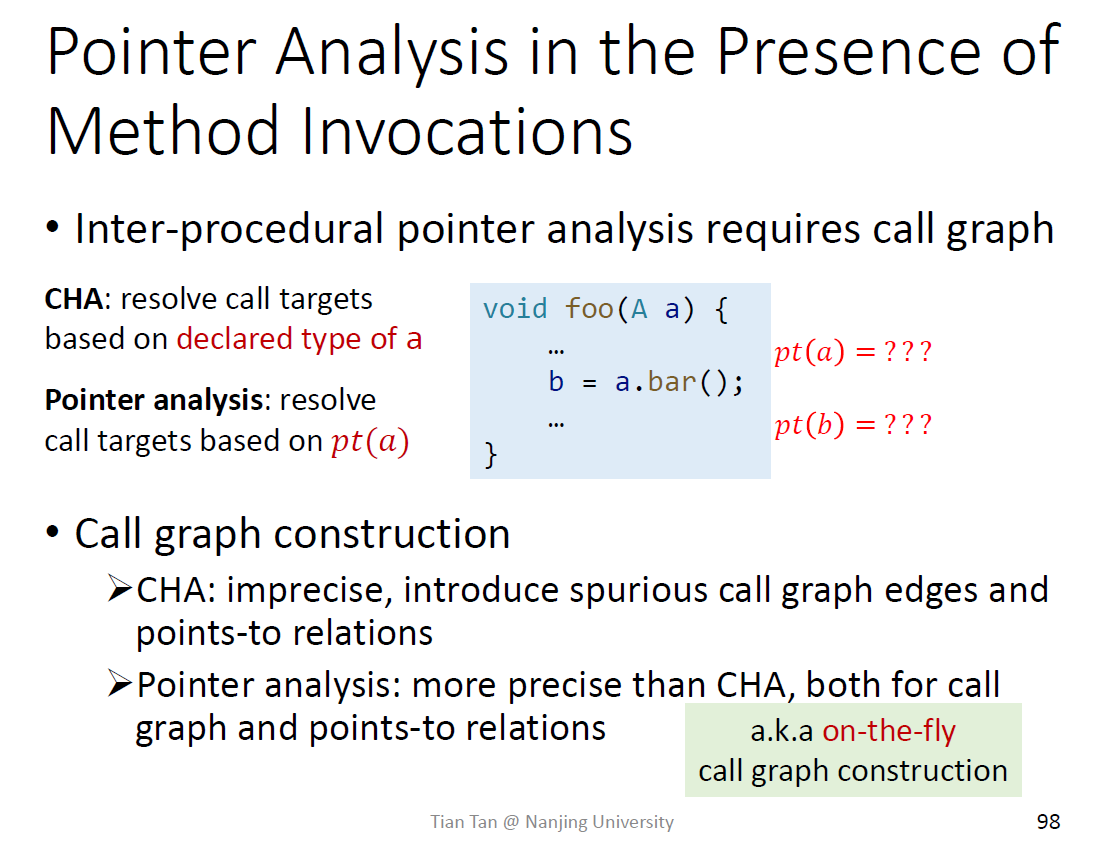 Pointer Analysis in the Presence of
Method Invocations
• Inter-procedural pointer analysis requires call graph
CHA: resolve call targets
based on declared type of a
Pointer analysis: resolve
call targets based on pt(a)
void foo(A a) {
…
b = a.bar();
…
}
pt(a) = ???
pt(b) = ???
• Call graph construction
➢CHA: imprecise, introduce spurious call graph edges and
points-to relations
➢Pointer analysis: more precise than CHA, both for call
graph and points-to relations
a.k.a on-the-fly
call graph construction
Tian Tan @ Nanjing University
98